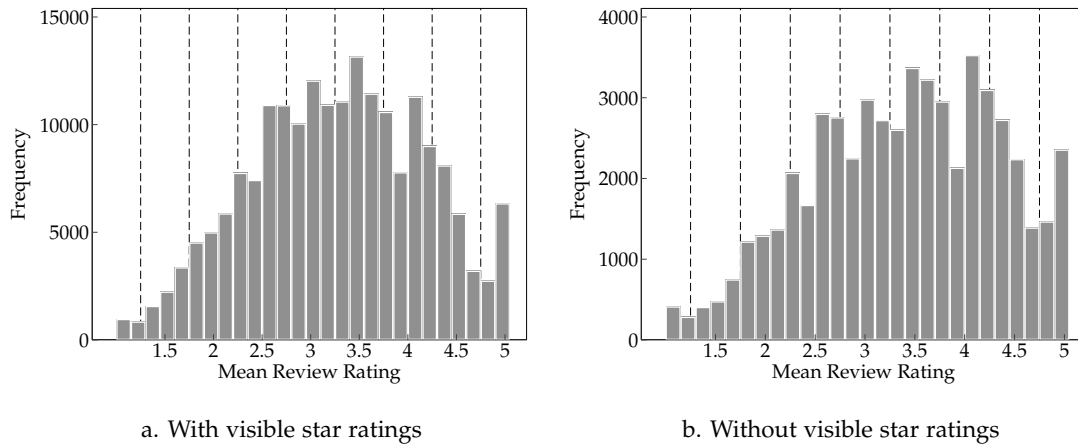 15000
10000
5000
0
Frequency
1.5 2 2.5 3 3.5 4 4.5 5
Mean Review Rating
a. With visible star ratings
4000
3000
2000
1000
0
Frequency
1.5 2 2.5 3 3.5 4 4.5 5
Mean Review Rating
b. Without visible star ratings